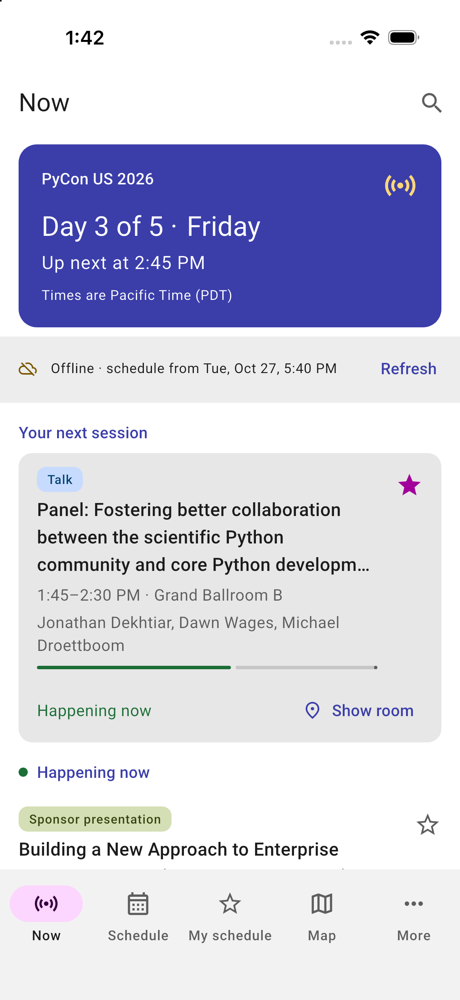 1:42
Now
PyCon US 2026
Day 3 of 5 · Friday
Up next at 2:45 PM
Times are Pacific Time (PDT)
Offline · schedule from Tue, Oct 27, 5:40 PM
Refresh
Your next session
Talk
Panel: Fostering better collaboration
between the scientific Python
community and core Python developm…
1:45–2:30 PM · Grand Ballroom B
Jonathan Dekhtiar, Dawn Wages, Michael
Droettboom
Happening now
Show room
Happening now
Sponsor presentation
Building a New Approach to Enterprise
Now
Schedule
My schedule
Map
More